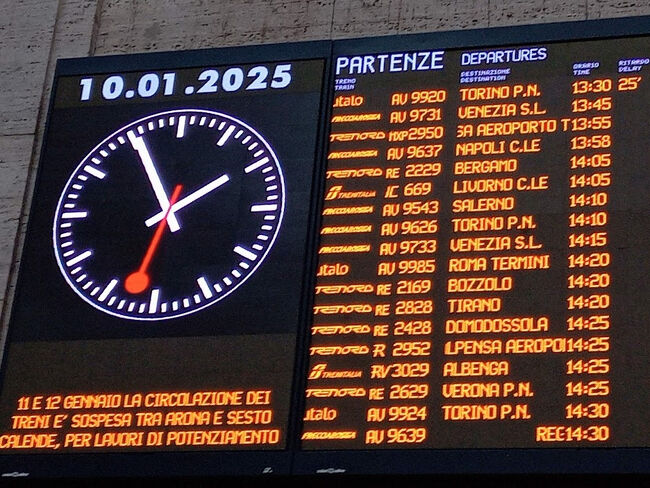 10.01.2025
11 E 12 GENNAIO LA CIRCOLAZIONE DEI
TRENI E' SOSPESA TRA ARONA E SESTO
CALENDE, PER LAVORI DI POTENZIAMENTO
PARTENZE DEPARTURES
TRENO DESTINAZIONE ORARIO RITARDO
TRAIN DESTINATION TIME DELAY
italo AV 9920 TORINO P.N. 13:30 25'
FRECCIAROSSA AV 9731 VENEZIA S.L. 13:45
TRENORD MXP2950 SA AEROPORTO T 13:55
FRECCIAROSSA AV 9637 NAPOLI C.LE 13:58
TRENORD RE 2229 BERGAMO 14:05
TRENITALIA IC 669 LIVORNO C.LE 14:05
FRECCIAROSSA AV 9543 SALERNO 14:10
FRECCIAROSSA AV 9626 TORINO P.N. 14:10
FRECCIAROSSA AV 9733 VENEZIA S.L. 14:15
italo AV 9985 ROMA TERMINI 14:20
TRENORD RE 2169 BOZZOLO 14:20
TRENORD RE 2828 TIRANO 14:20
TRENORD RE 2428 DOMODOSSOLA 14:25
TRENORD R 2952 LPENSA AEROPO 14:25
TRENITALIA RV 3029 ALBENGA 14:25
TRENORD RE 2629 VERONA P.N. 14:25
italo AV 9924 TORINO P.N. 14:30
FRECCIAROSSA AV 9639 REG 14:30